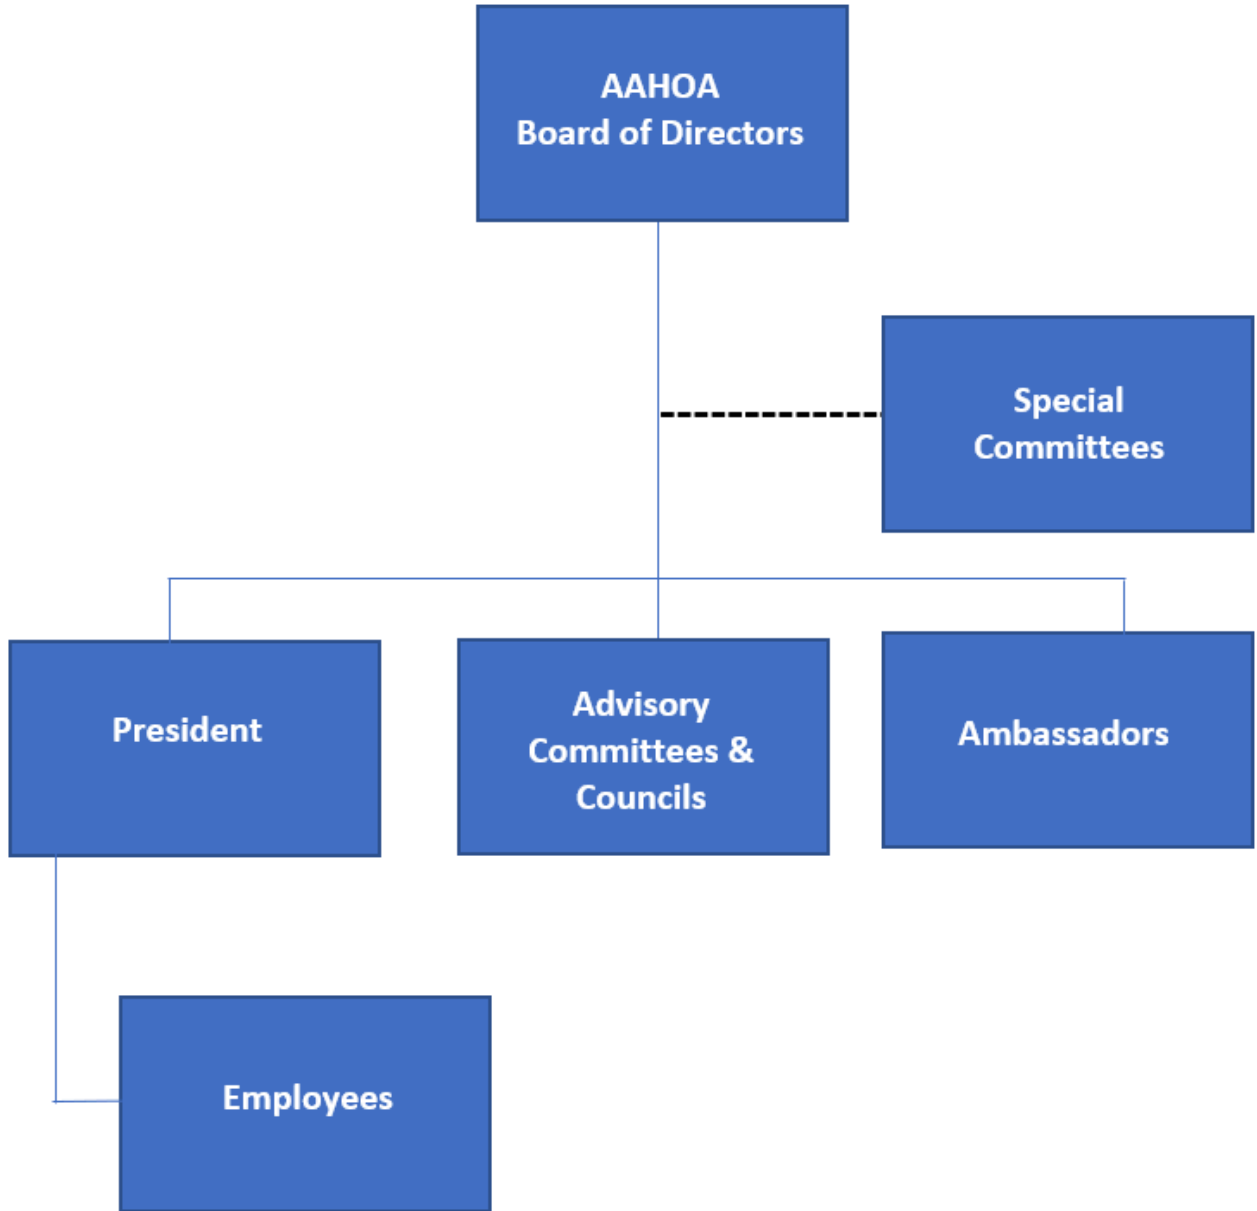 AAHOA
Board of Directors
Special
Committees
President
Advisory
Committees &
Councils
Ambassadors
Employees